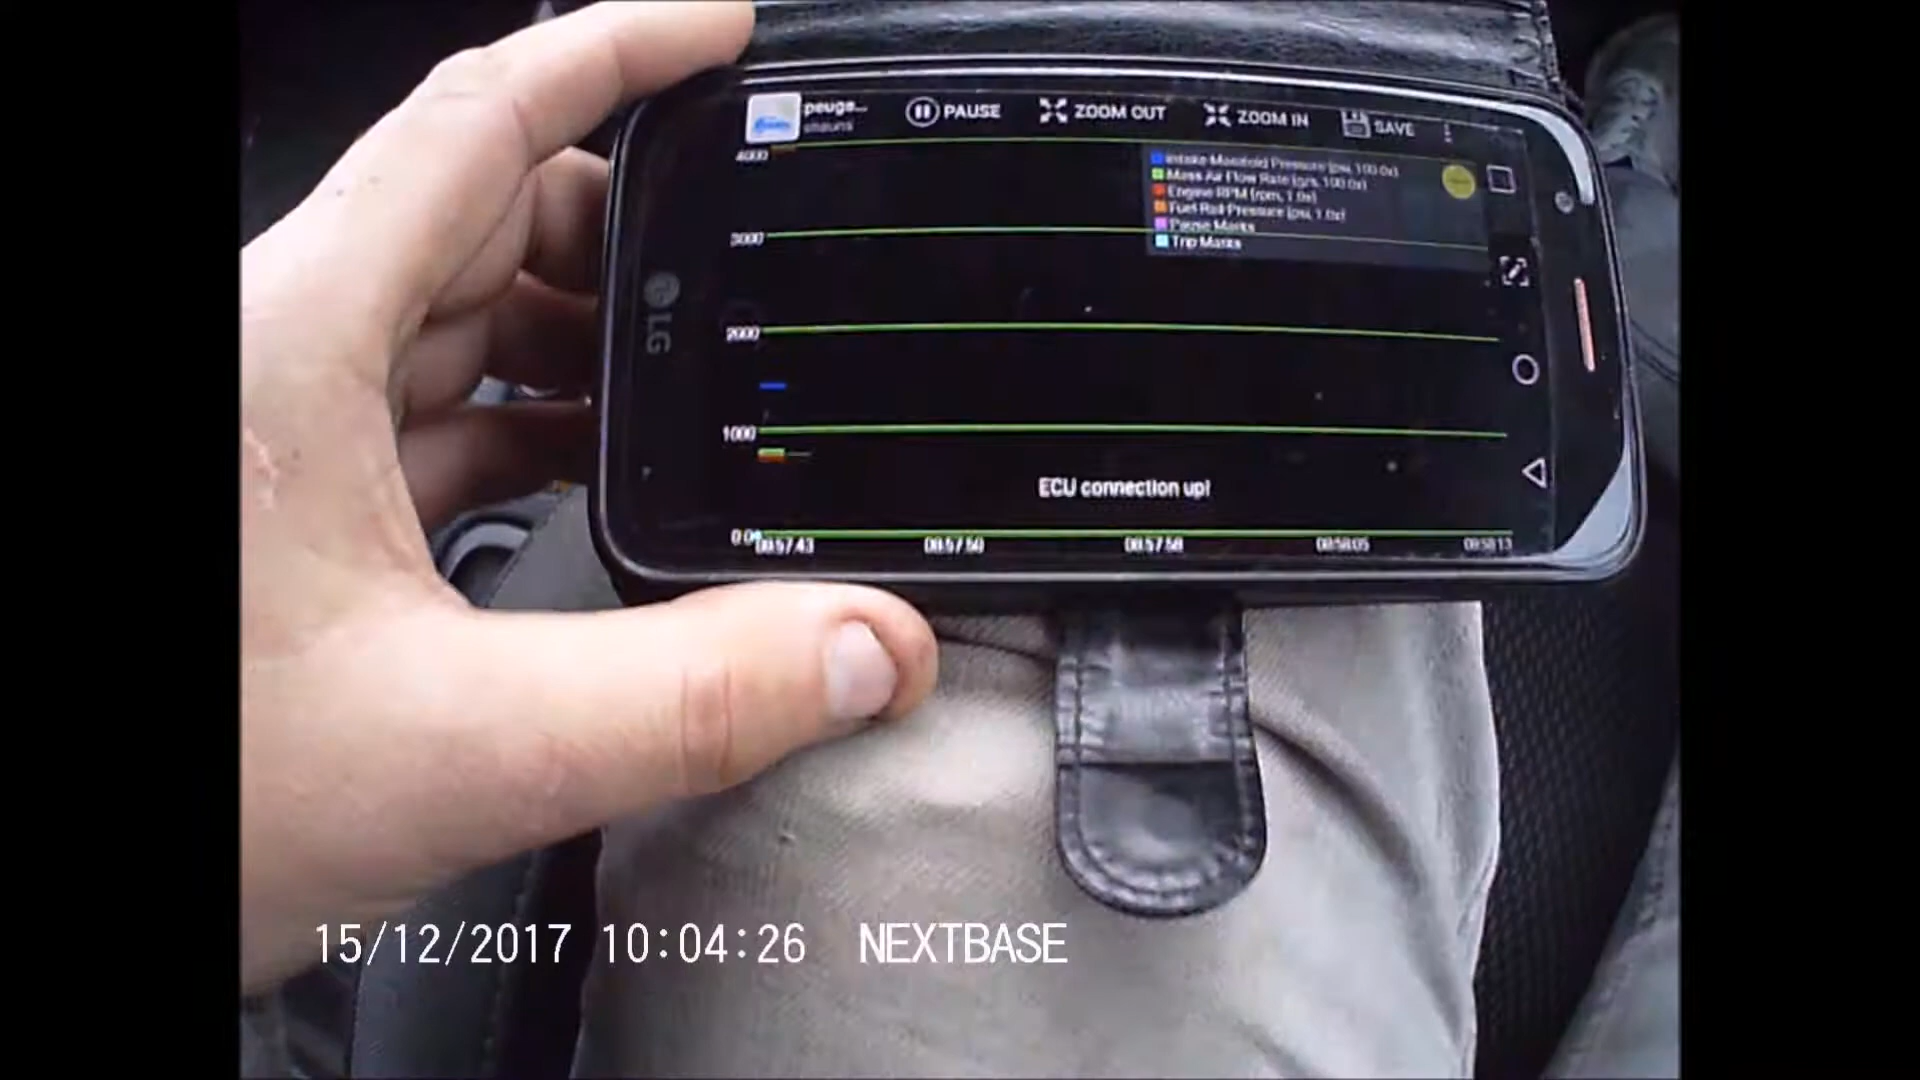 peuge...
PAUSE
ZOOM OUT
ZOOM IN
SAVE
4000
Intake Manifold Pressure (psi, 100.0x)
Mass Air Flow Rate (g/s, 100.0x)
Engine RPM (rpm, 1.0x)
Fuel Rail Pressure (psi, 1.0x)
Pause Marks
Trip Marks
3000
2000
1000
ECU connection up!
08:57:43
08:57:50
08:57:58
08:58:05
08:58:13
LG
15/12/2017 10:04:26 NEXTBASE